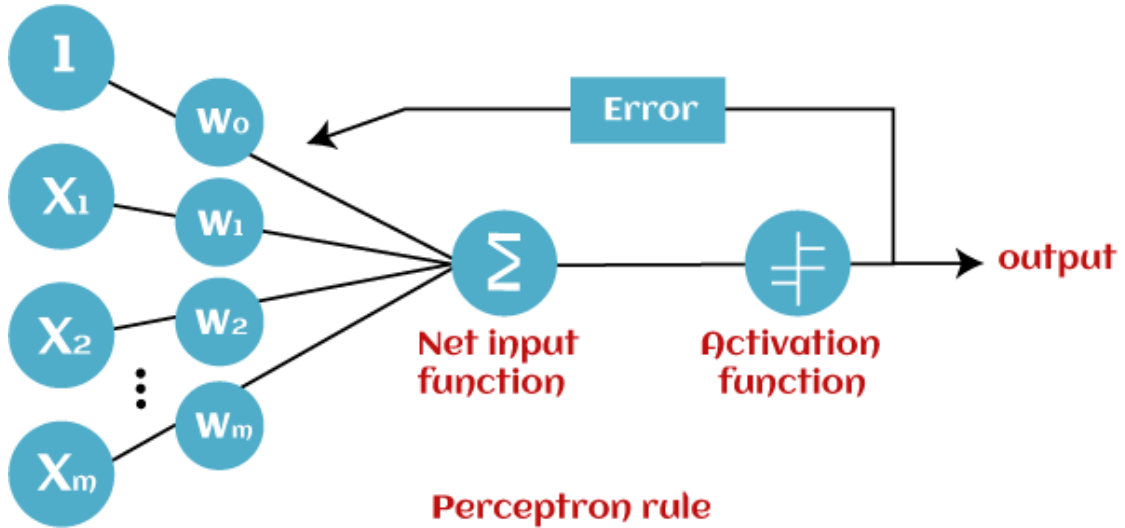 1
W0
Error
X1
W1
Σ
output
X2
W2
Net input
function
Activation
function
Xm
Wm
Perceptron rule